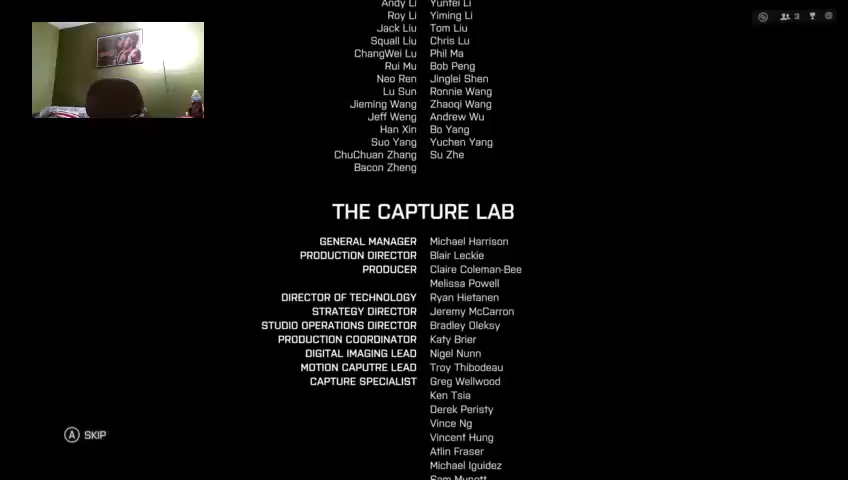 Andy Li Yunfei Li
Roy Li Yiming Li
Jack Liu Tom Liu
Squall Liu Chris Lu
ChangWei Lu Phil Ma
Rui Mu Bob Peng
Neo Ren Jinglei Shen
Lu Sun Ronnie Wang
Jieming Wang Zhaoqi Wang
Jeff Weng Andrew Wu
Han Xin Bo Yang
Suo Yang Yuchen Yang
ChuChuan Zhang Su Zhe
Bacon Zheng
THE CAPTURE LAB
GENERAL MANAGER Michael Harrison
PRODUCTION DIRECTOR Blair Leckie
PRODUCER Claire Coleman-Bee
Melissa Powell
DIRECTOR OF TECHNOLOGY Ryan Hietanen
STRATEGY DIRECTOR Jeremy McCarron
STUDIO OPERATIONS DIRECTOR Bradley Oleksy
PRODUCTION COORDINATOR Katy Brier
DIGITAL IMAGING LEAD Nigel Nunn
MOTION CAPUTRE LEAD Troy Thibodeau
CAPTURE SPECIALIST Greg Wellwood
Ken Tsia
Derek Peristy
Vince Ng
Vincent Hung
Atlin Fraser
Michael Iguidez
Sam Mynott
A SKIP
3